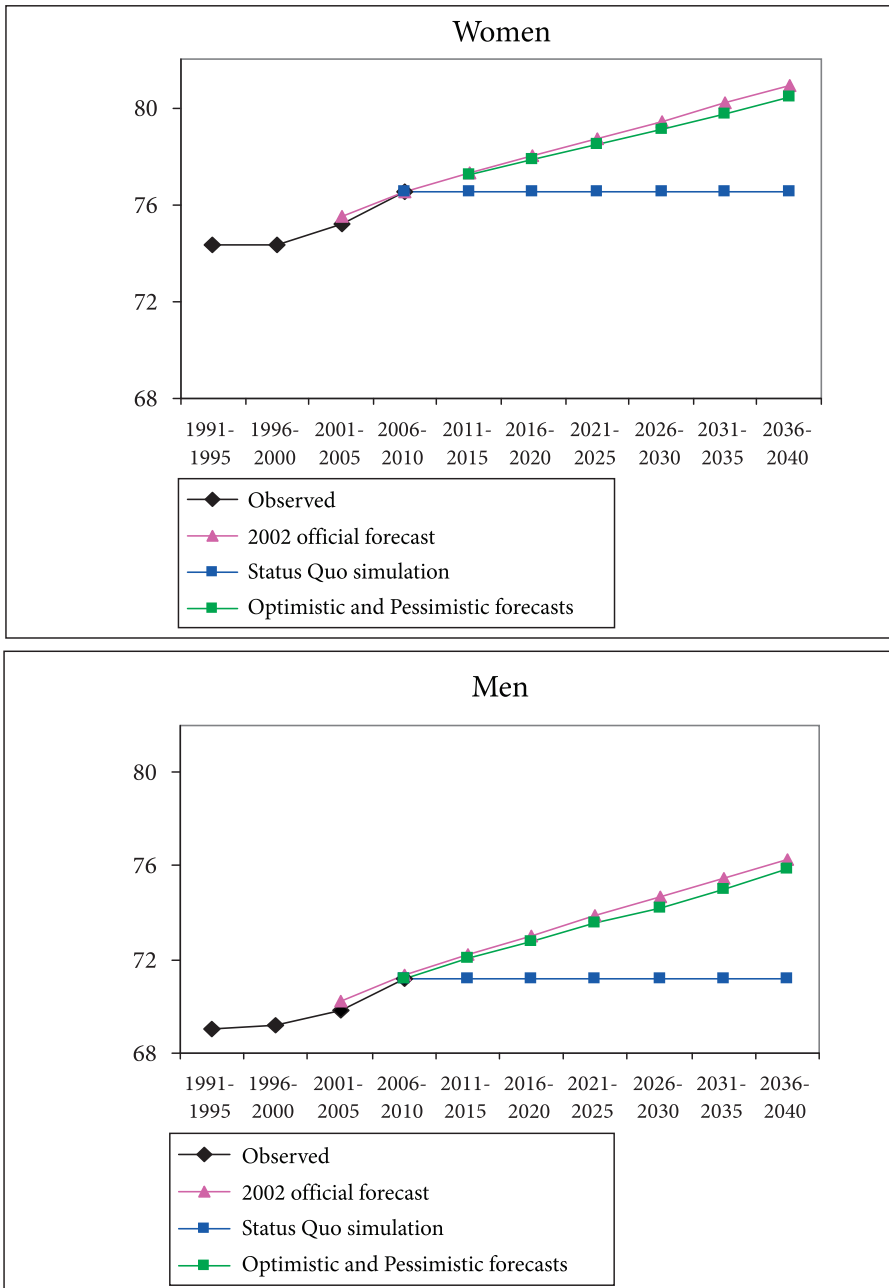 Women
80
76
72
68
1991- 1996- 2001- 2006- 2011- 2016- 2021- 2026- 2031- 2036-
1995 2000 2005 2010 2015 2020 2025 2030 2035 2040
Observed
2002 official forecast
Status Quo simulation
Optimistic and Pessimistic forecasts
Men
80
76
72
68
1991- 1996- 2001- 2006- 2011- 2016- 2021- 2026- 2031- 2036-
1995 2000 2005 2010 2015 2020 2025 2030 2035 2040
Observed
2002 official forecast
Status Quo simulation
Optimistic and Pessimistic forecasts